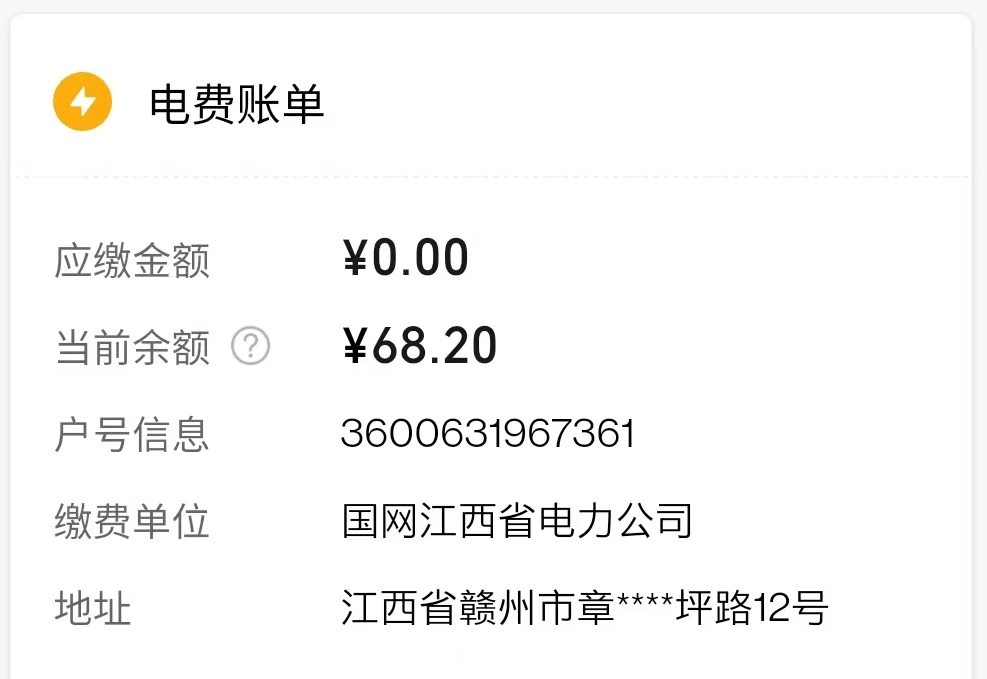 电费账单
应缴金额 ¥0.00
当前余额 ? ¥68.20
户号信息 3600631967361
缴费单位 国网江西省电力公司
地址 江西省赣州市章****坪路12号